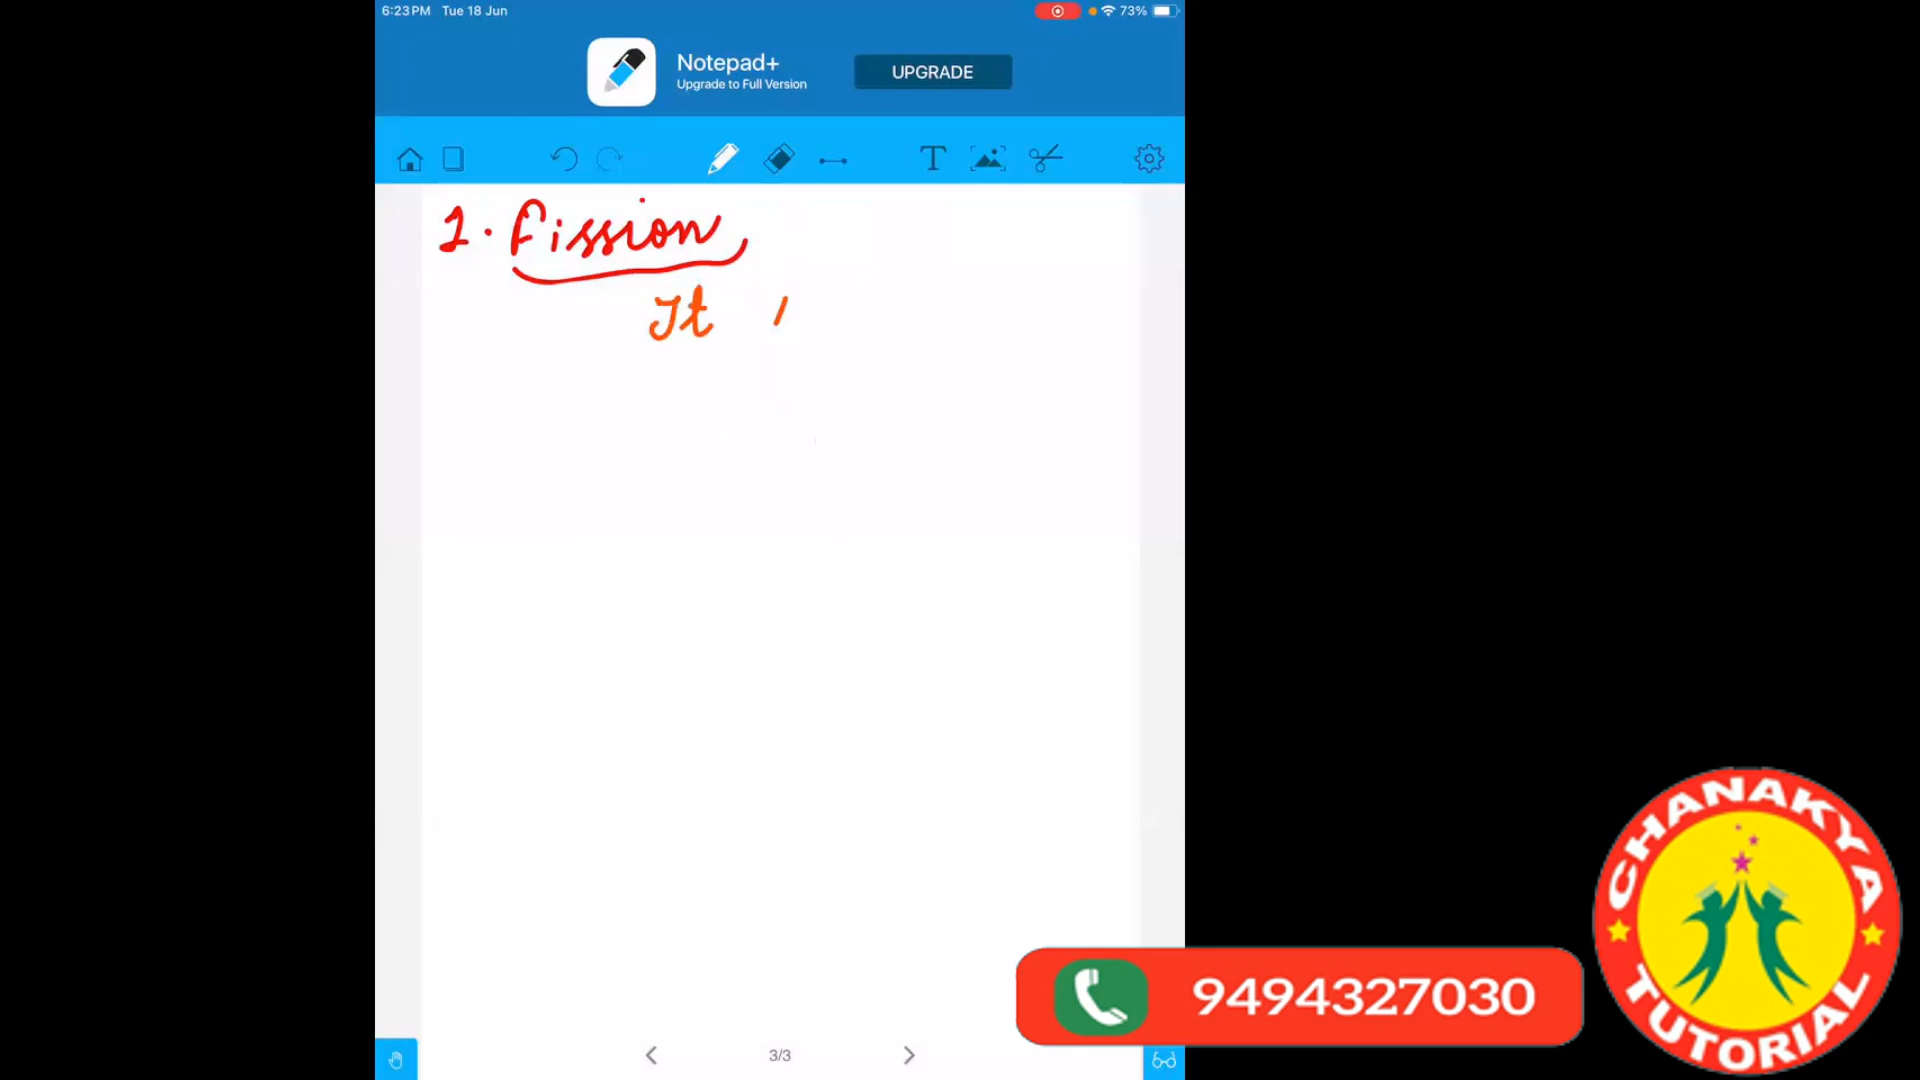 6:23 PM Tue 18 Jun
73%
Notepad+
Upgrade to Full Version
UPGRADE
T
1. Fission
It
3/3
9494327030
CHANAKYA
TUTORIAL